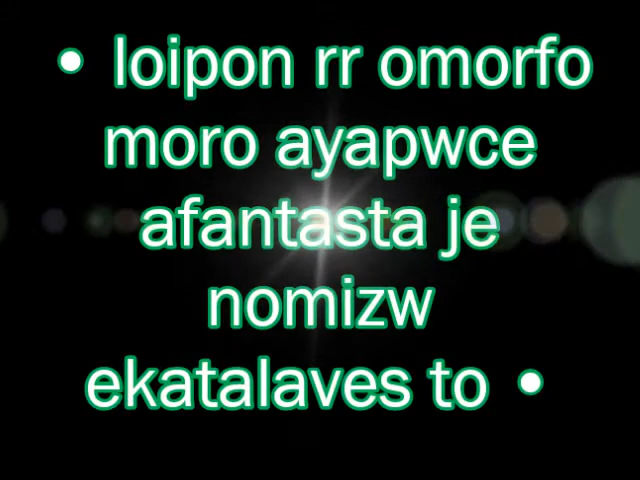 • loipon rr omorfo
moro ayapwce
afantasta je
nomizw
ekatalaves to •